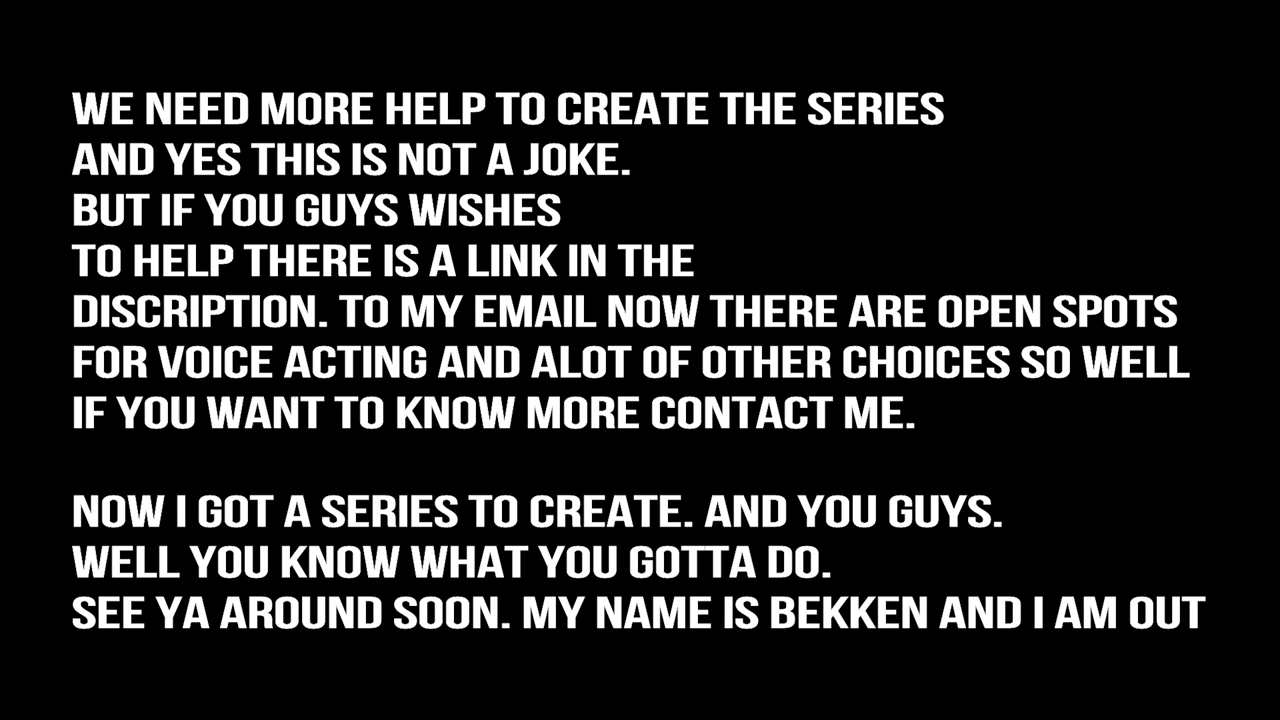 WE NEED MORE HELP TO CREATE THE SERIES
AND YES THIS IS NOT A JOKE.
BUT IF YOU GUYS WISHES
TO HELP THERE IS A LINK IN THE
DISCRIPTION. TO MY EMAIL NOW THERE ARE OPEN SPOTS
FOR VOICE ACTING AND ALOT OF OTHER CHOICES SO WELL
IF YOU WANT TO KNOW MORE CONTACT ME.
NOW I GOT A SERIES TO CREATE. AND YOU GUYS.
WELL YOU KNOW WHAT YOU GOTTA DO.
SEE YA AROUND SOON. MY NAME IS BEKKEN AND I AM OUT